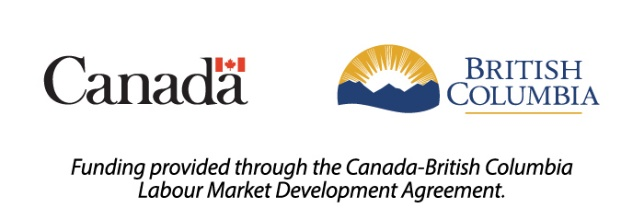 Canada
BRITISH
COLUMBIA
Funding provided through the Canada-British Columbia
Labour Market Development Agreement.